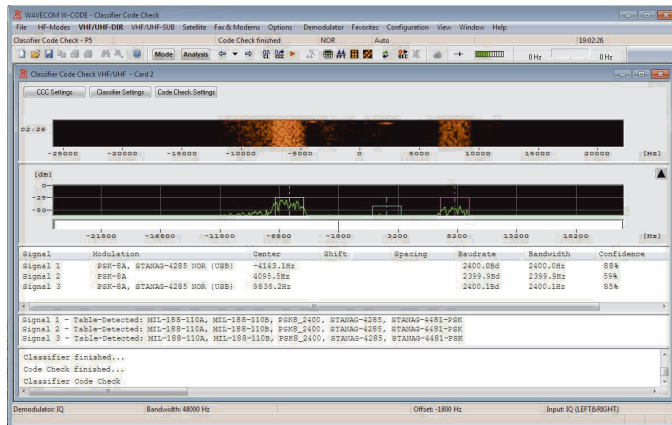 WAVECOM W-CODE - Classifier Code Check
File HF-Modes VHF/UHF-DIR VHF/UHF-SUB Satellite Fax & Modems Options Demodulator Favorites Configuration View Window Help
Classifier Code Check - P5 Code Check finished NOR Auto 19:02:26
Mode Analysis 0 Hz 0 Hz
Classifier Code Check VHF/UHF - Card 2
CCC Settings Classifier Settings Code Check Settings
02:26
-25000 -20000 -15000 -10000 -5000 0 5000 10000 15000 20000 [Hz]
[dB]
0
-25
-50
-21800 -16800 -11800 -6800 -1800 3200 8200 13200 18200 [Hz]
Signal Modulation Center Shift Spacing Baudrate Bandwidth Confidence
Signal 1 PSK-8A, STANAG-4285 NOR (USB) -4143.1Hz 2400.0Bd 2400.0Hz 88%
Signal 2 PSK-8A 4095.5Hz 2399.9Bd 2399.9Hz 59%
Signal 3 PSK-8A, STANAG-4285 NOR (USB) 9836.2Hz 2400.1Bd 2400.1Hz 85%
Signal 1 - Table-Detected: MIL-188-110A, MIL-188-110B, PSK8_2400, STANAG-4285, STANAG-4481-PSK
Signal 2 - Table-Detected: MIL-188-110A, MIL-188-110B, PSK8_2400, STANAG-4285, STANAG-4481-PSK
Signal 3 - Table-Detected: MIL-188-110A, MIL-188-110B, PSK8_2400, STANAG-4285, STANAG-4481-PSK
Classifier finished...
Code Check finished...
Classifier Code Check
Demodulator: IQ Bandwidth: 48000 Hz Offset: -1800 Hz Input: IQ (LEFT&RIGHT)